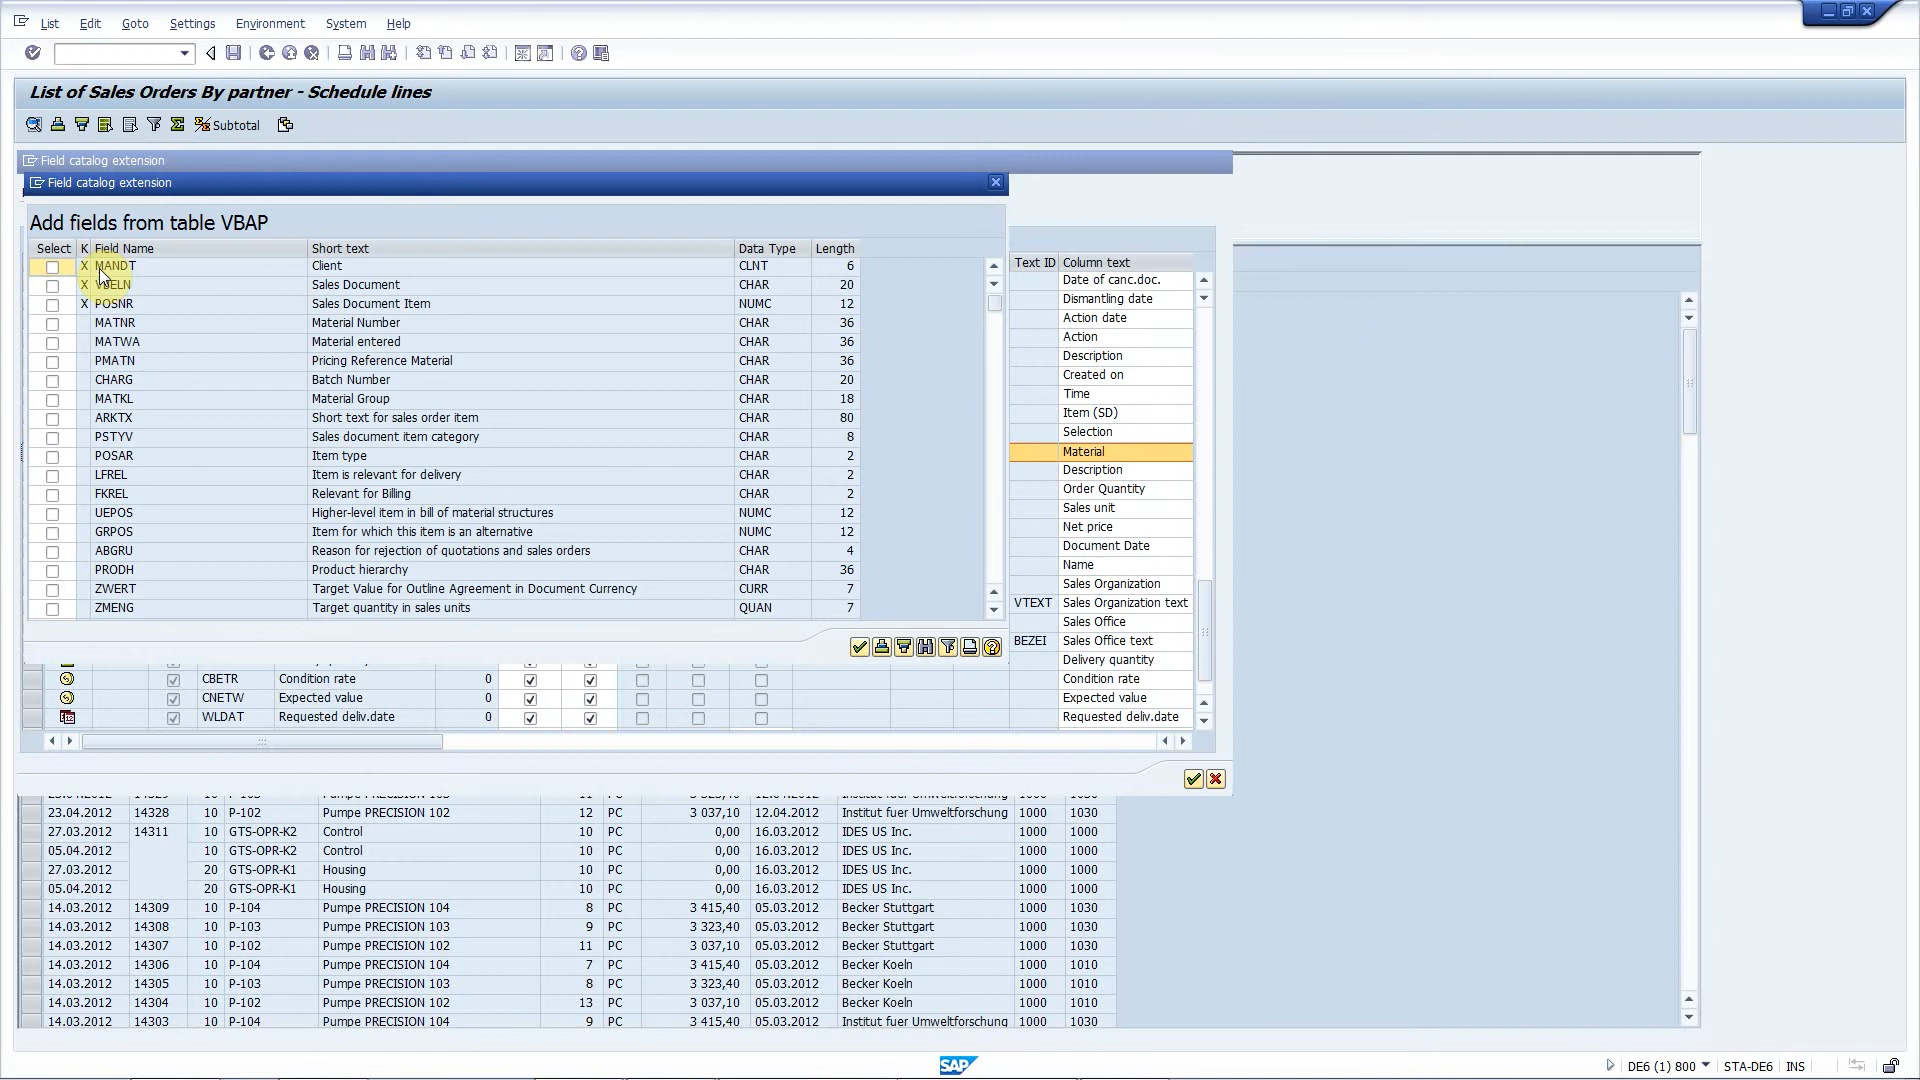 List Edit Goto Settings Environment System Help
List of Sales Orders By partner - Schedule lines
Subtotal
Field catalog extension
Field catalog extension
Add fields from table VBAP
Select K Field Name Short text Data Type Length
X MANDT Client CLNT 6
X VBELN Sales Document CHAR 20
X POSNR Sales Document Item NUMC 12
MATNR Material Number CHAR 36
MATWA Material entered CHAR 36
PMATN Pricing Reference Material CHAR 36
CHARG Batch Number CHAR 20
MATKL Material Group CHAR 18
ARKTX Short text for sales order item CHAR 80
PSTYV Sales document item category CHAR 8
POSAR Item type CHAR 2
LFREL Item is relevant for delivery CHAR 2
FKREL Relevant for Billing CHAR 2
UEPOS Higher-level item in bill of material structures NUMC 12
GRPOS Item for which this item is an alternative NUMC 12
ABGRU Reason for rejection of quotations and sales orders CHAR 4
PRODH Product hierarchy CHAR 36
ZWERT Target Value for Outline Agreement in Document Currency CURR 7
ZMENG Target quantity in sales units QUAN 7
Text ID Column text
Date of canc.doc.
Dismantling date
Action date
Action
Description
Created on
Time
Item (SD)
Selection
Material
Description
Order Quantity
Sales unit
Net price
Document Date
Name
Sales Organization
VTEXT Sales Organization text
Sales Office
BEZEI Sales Office text
Delivery quantity
CBETR Condition rate 0 Condition rate
CNETW Expected value 0 Expected value
WLDAT Requested deliv.date 0 Requested deliv.date
23.04.2012 14328 10 P-102 Pumpe PRECISION 102 12 PC 3 037,10 12.04.2012 Institut fuer Umweltforschung 1000 1030
27.03.2012 14311 10 GTS-OPR-K2 Control 10 PC 0,00 16.03.2012 IDES US Inc. 1000 1000
05.04.2012 10 GTS-OPR-K2 Control 10 PC 0,00 16.03.2012 IDES US Inc. 1000 1000
27.03.2012 20 GTS-OPR-K1 Housing 10 PC 0,00 16.03.2012 IDES US Inc. 1000 1000
05.04.2012 20 GTS-OPR-K1 Housing 10 PC 0,00 16.03.2012 IDES US Inc. 1000 1000
14.03.2012 14309 10 P-104 Pumpe PRECISION 104 8 PC 3 415,40 05.03.2012 Becker Stuttgart 1000 1030
14.03.2012 14308 10 P-103 Pumpe PRECISION 103 9 PC 3 323,40 05.03.2012 Becker Stuttgart 1000 1030
14.03.2012 14307 10 P-102 Pumpe PRECISION 102 11 PC 3 037,10 05.03.2012 Becker Stuttgart 1000 1030
14.03.2012 14306 10 P-104 Pumpe PRECISION 104 7 PC 3 415,40 05.03.2012 Becker Koeln 1000 1010
14.03.2012 14305 10 P-103 Pumpe PRECISION 103 8 PC 3 323,40 05.03.2012 Becker Koeln 1000 1010
14.03.2012 14304 10 P-102 Pumpe PRECISION 102 13 PC 3 037,10 05.03.2012 Becker Koeln 1000 1010
14.03.2012 14303 10 P-104 Pumpe PRECISION 104 9 PC 3 415,40 05.03.2012 Institut fuer Umweltforschung 1000 1030
SAP
DE6 (1) 800 STA-DE6 INS